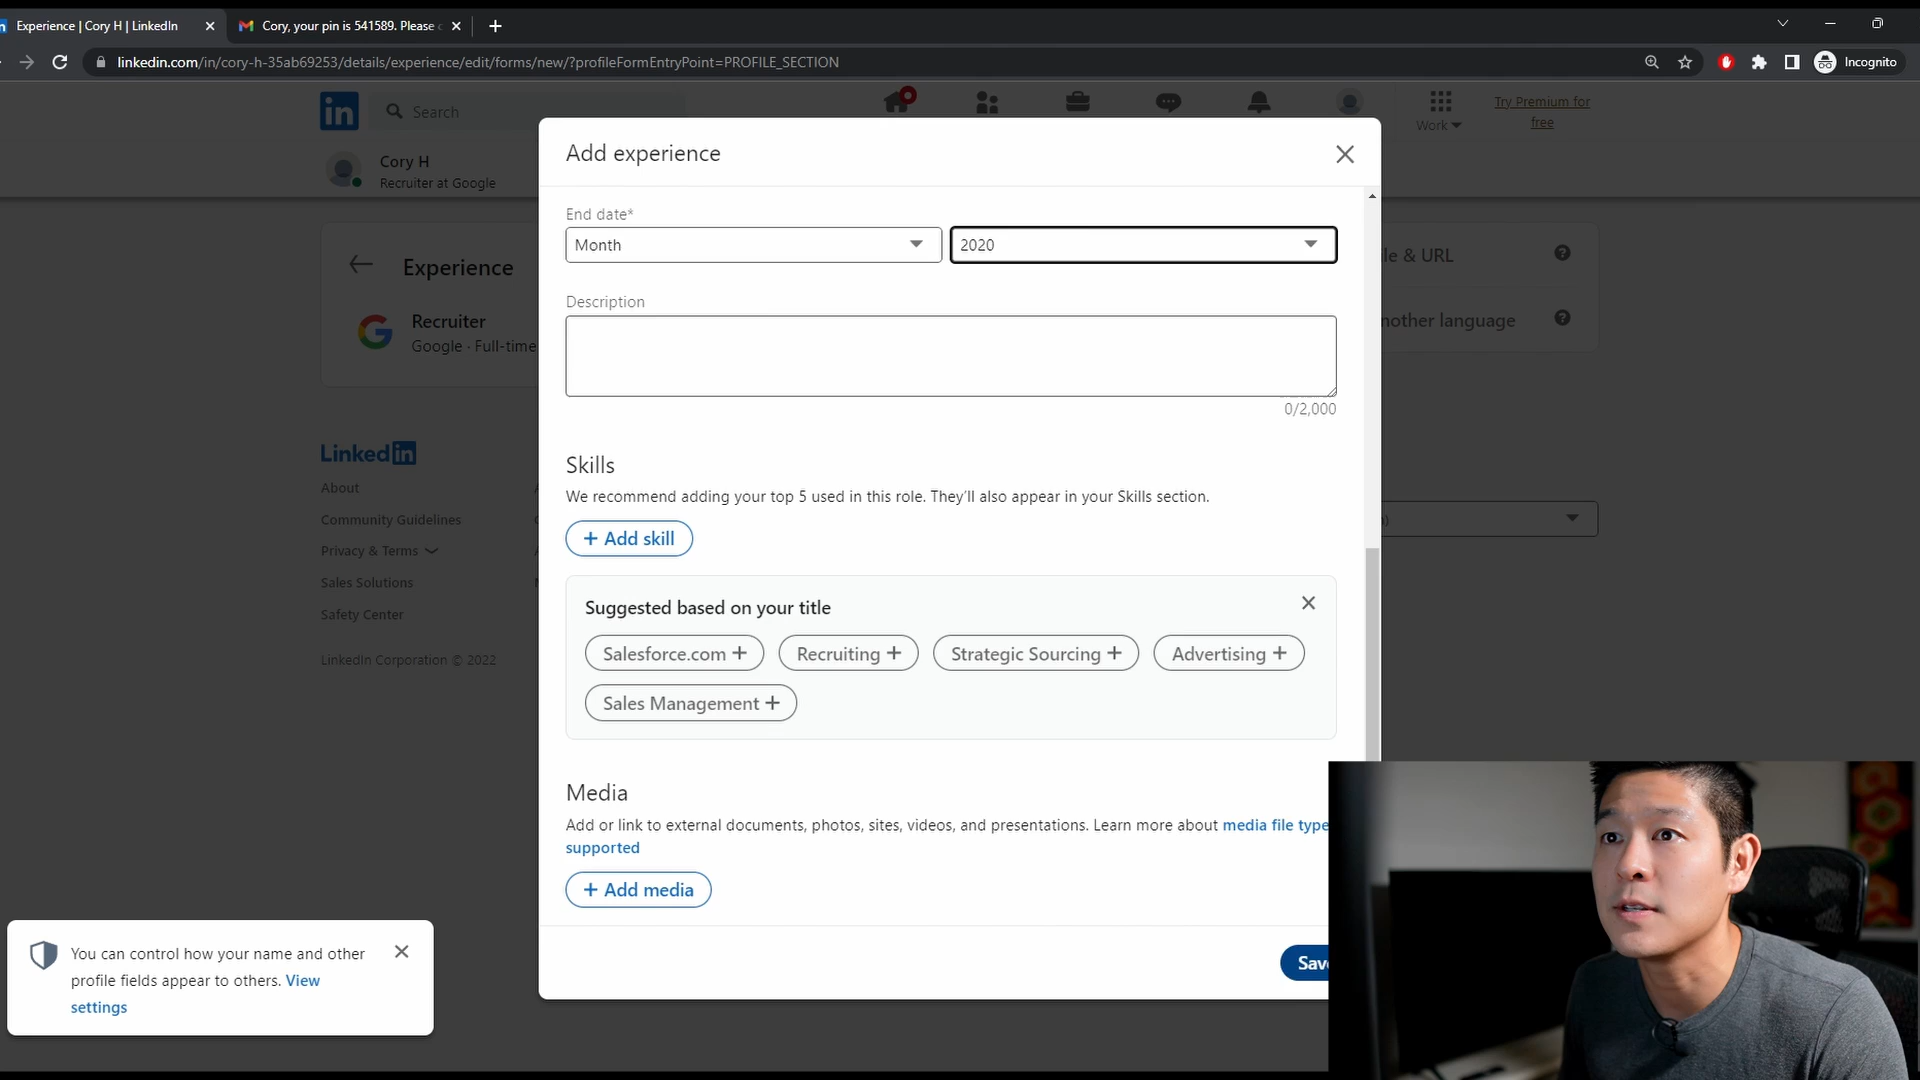 Experience | Cory H | LinkedIn
Cory, your pin is 541589. Please
linkedin.com/in/cory-h-35ab69253/details/experience/edit/forms/new/?profileFormEntryPoint=PROFILE_SECTION
Incognito
in
Search
Work
Try Premium for
free
Cory H
Recruiter at Google
Add experience
End date*
Month
2020
Experience
le & URL
Recruiter
Google · Full-time
nother language
Description
0/2,000
Linkedin
About
Community Guidelines
Privacy & Terms
Sales Solutions
Safety Center
LinkedIn Corporation © 2022
Skills
We recommend adding your top 5 used in this role. They'll also appear in your Skills section.
+ Add skill
Suggested based on your title
Salesforce.com +
Recruiting +
Strategic Sourcing +
Advertising +
Sales Management +
Media
Add or link to external documents, photos, sites, videos, and presentations. Learn more about media file type
supported
+ Add media
Save
You can control how your name and other
profile fields appear to others. View
settings